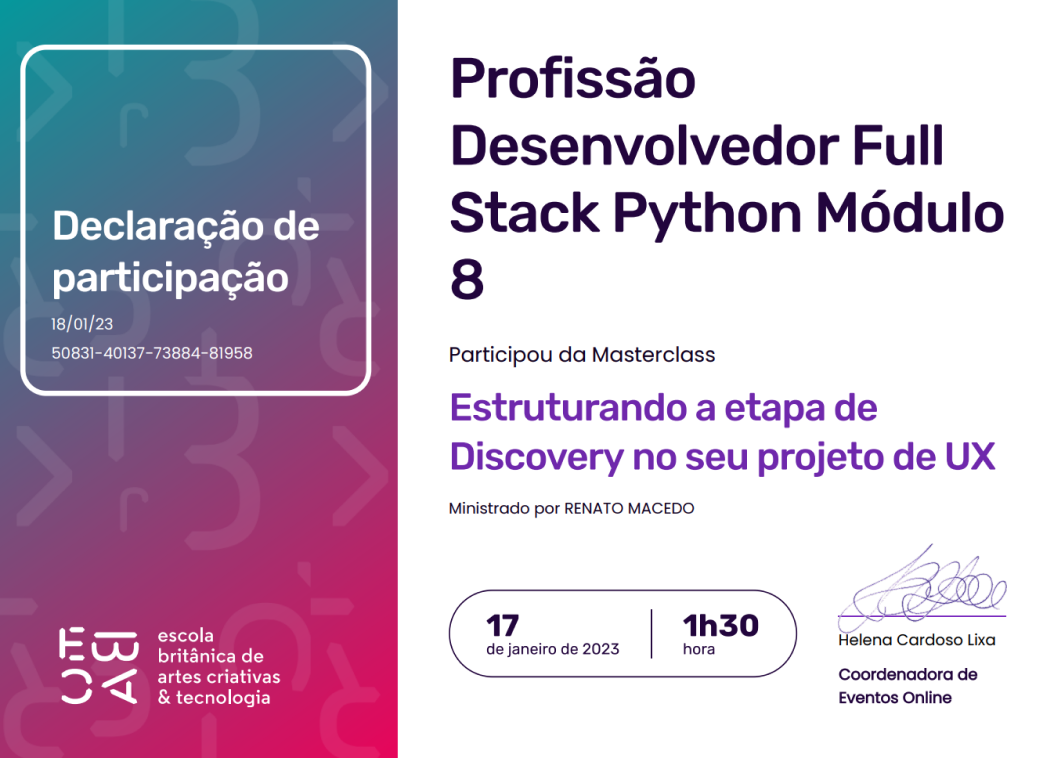 Declaração de
participação
18/01/23
50831-40137-73884-81958
EBAC
escola
britânica de
artes criativas
& tecnologia
Profissão
Desenvolvedor Full
Stack Python Módulo
8
Participou da Masterclass
Estruturando a etapa de
Discovery no seu projeto de UX
Ministrado por RENATO MACEDO
17
de janeiro de 2023
1h30
hora
Helena Cardoso Lixa
Coordenadora de
Eventos Online